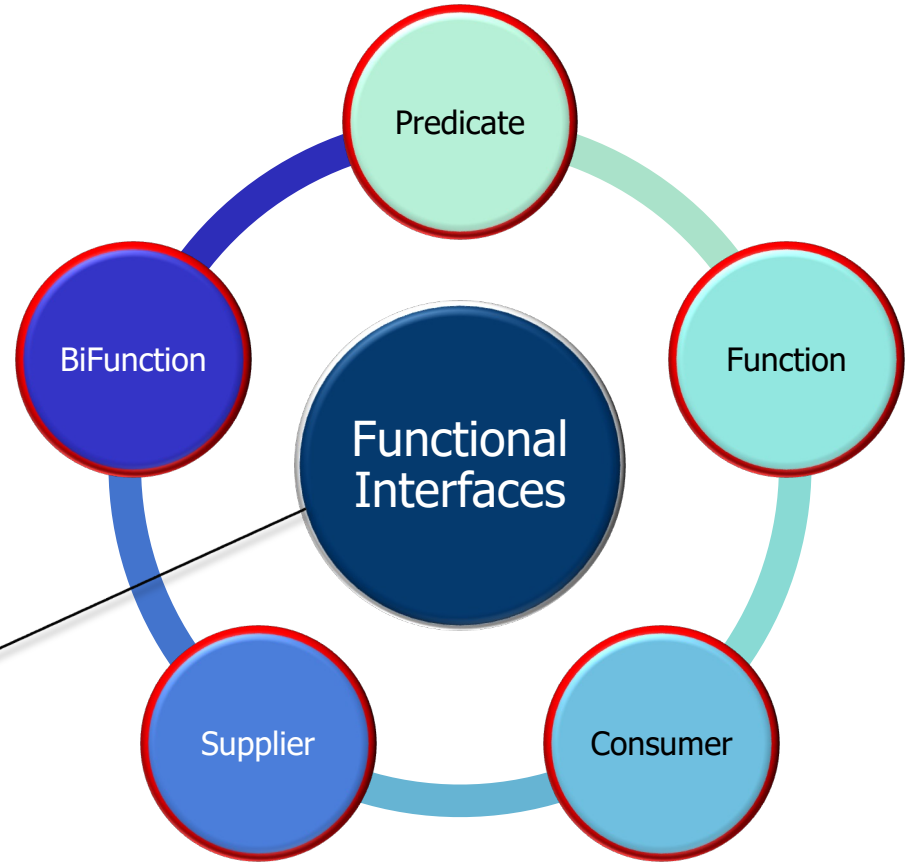 Predicate
BiFunction
Function
Functional
Interfaces
Supplier
Consumer